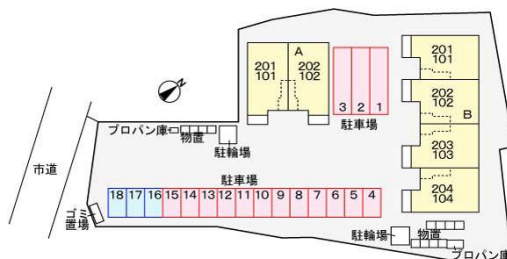 A
201
101
202
102
3
2
1
駐車場
201
101
202
102
B
203
103
204
104
プロパン庫
物置
駐輪場
市道
駐車場
18
17
16
15
14
13
12
11
10
9
8
7
6
5
4
ゴミ
置場
駐輪場
物置
プロパン庫